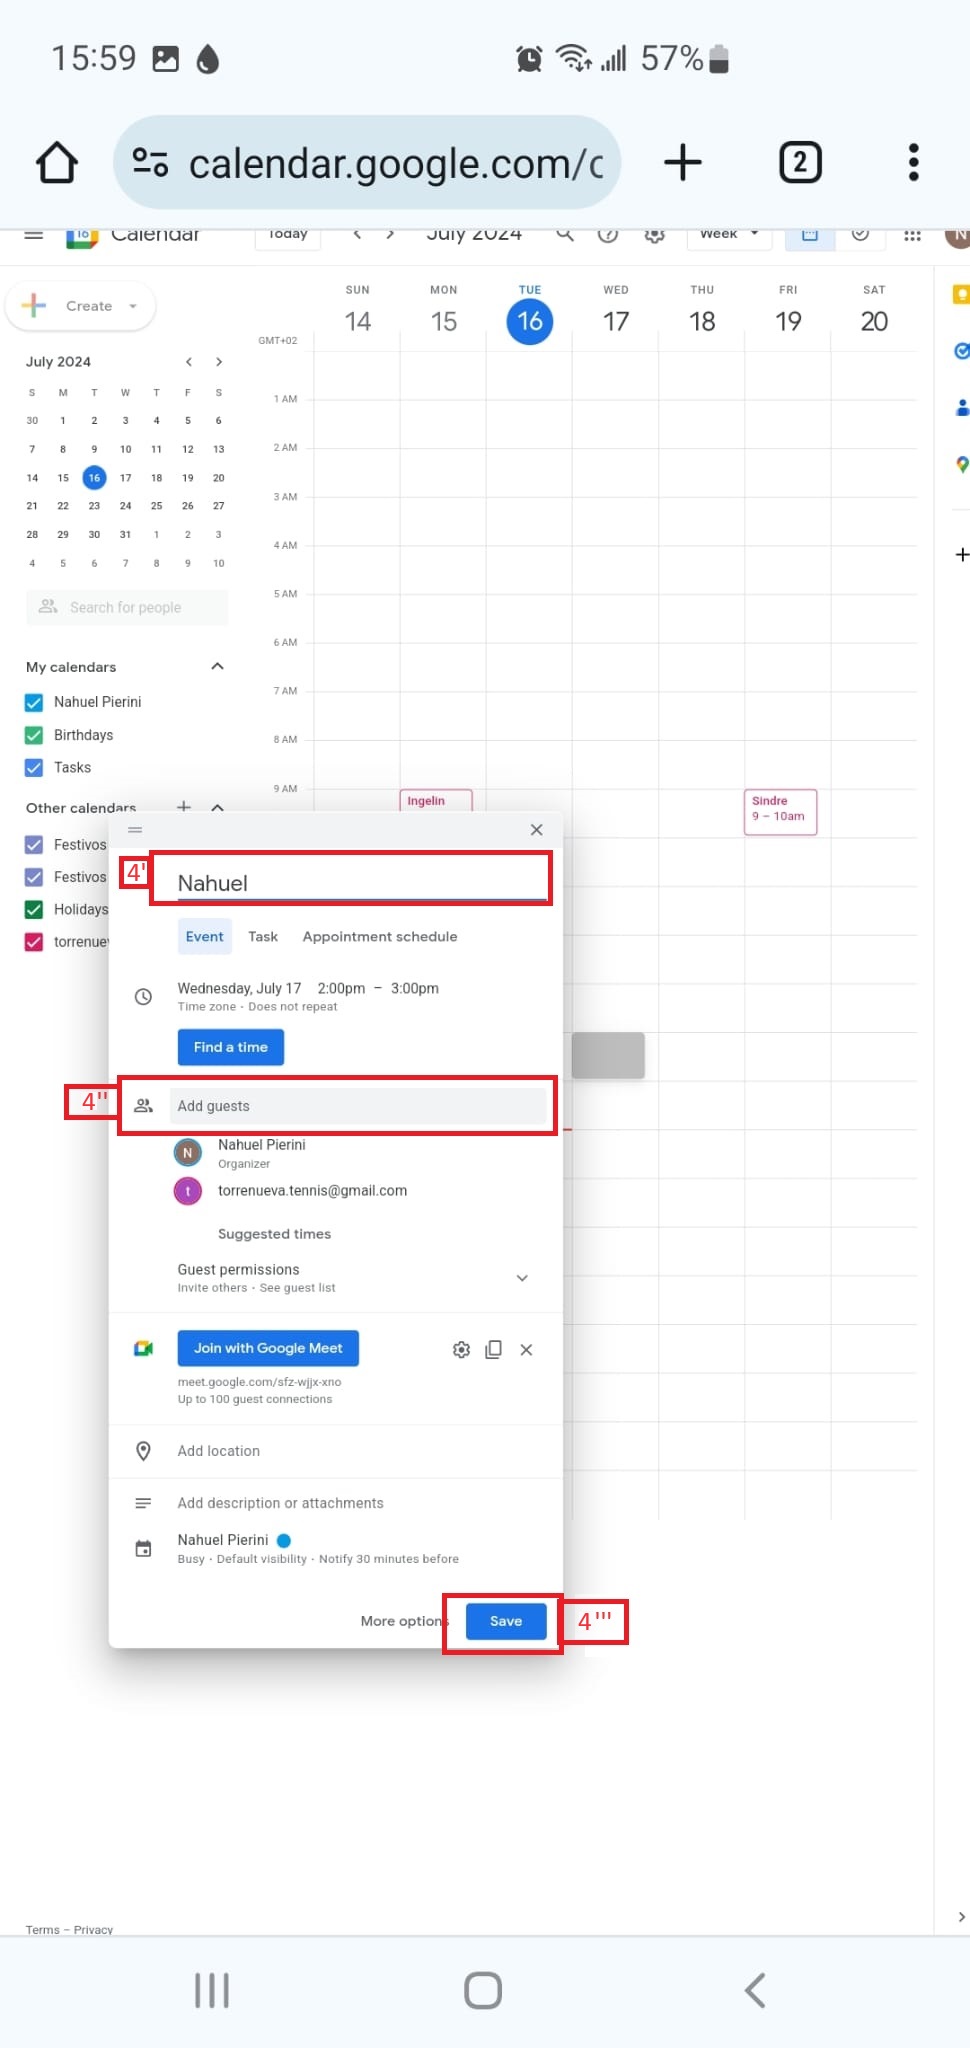 15:59
57%
calendar.google.com/c
2
16 Calendar Today July 2024 Week N
Create
July 2024
S M T W T F S
30 1 2 3 4 5 6
7 8 9 10 11 12 13
14 15 16 17 18 19 20
21 22 23 24 25 26 27
28 29 30 31 1 2 3
4 5 6 7 8 9 10
Search for people
My calendars
Nahuel Pierini
Birthdays
Tasks
Other calendars
Festivos
Festivos
Holidays
torrenuev
SUN MON TUE WED THU FRI SAT
14 15 16 17 18 19 20
GMT+02
1 AM
2 AM
3 AM
4 AM
5 AM
6 AM
7 AM
8 AM
9 AM
Ingelin
Sindre
9 – 10am
4'
Nahuel
Event Task Appointment schedule
Wednesday, July 17 2:00pm – 3:00pm
Time zone · Does not repeat
Find a time
4''
Add guests
N Nahuel Pierini
Organizer
t torrenueva.tennis@gmail.com
Suggested times
Guest permissions
Invite others · See guest list
Join with Google Meet
meet.google.com/sfz-wjjx-xno
Up to 100 guest connections
Add location
Add description or attachments
Nahuel Pierini
Busy · Default visibility · Notify 30 minutes before
More options Save 4'''
Terms – Privacy